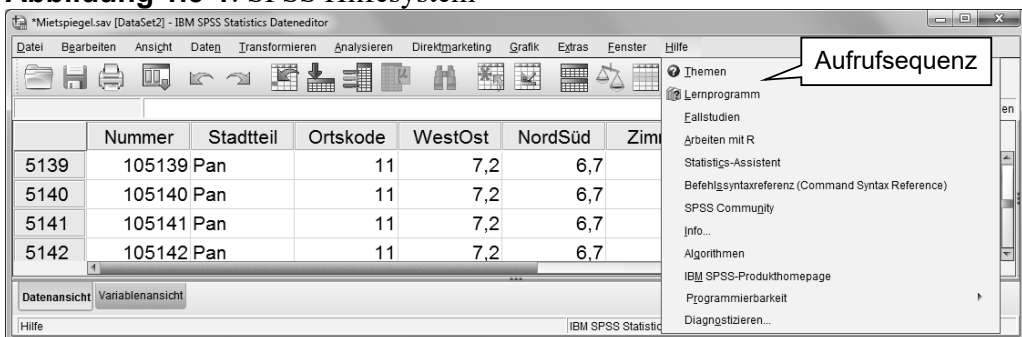 *Mietspiegel.sav [DataSet2] - IBM SPSS Statistics Dateneditor
Datei Bearbeiten Ansicht Daten Transformieren Analysieren Direktmarketing Grafik Extras Fenster Hilfe
Aufrufsequenz
Themen
Lernprogramm
Fallstudien
Arbeiten mit R
Statistics-Assistent
Befehlssyntaxreferenz (Command Syntax Reference)
SPSS Community
Info...
Algorithmen
IBM SPSS-Produkthomepage
Programmierbarkeit
Diagnostizieren...
en
Nummer Stadtteil Ortskode WestOst NordSüd
5139 105139 Pan 11 7,2 6,7
5140 105140 Pan 11 7,2 6,7
5141 105141 Pan 11 7,2 6,7
5142 105142 Pan 11 7,2 6,7
Datenansicht Variablenansicht
Hilfe IBM SPSS Statistic